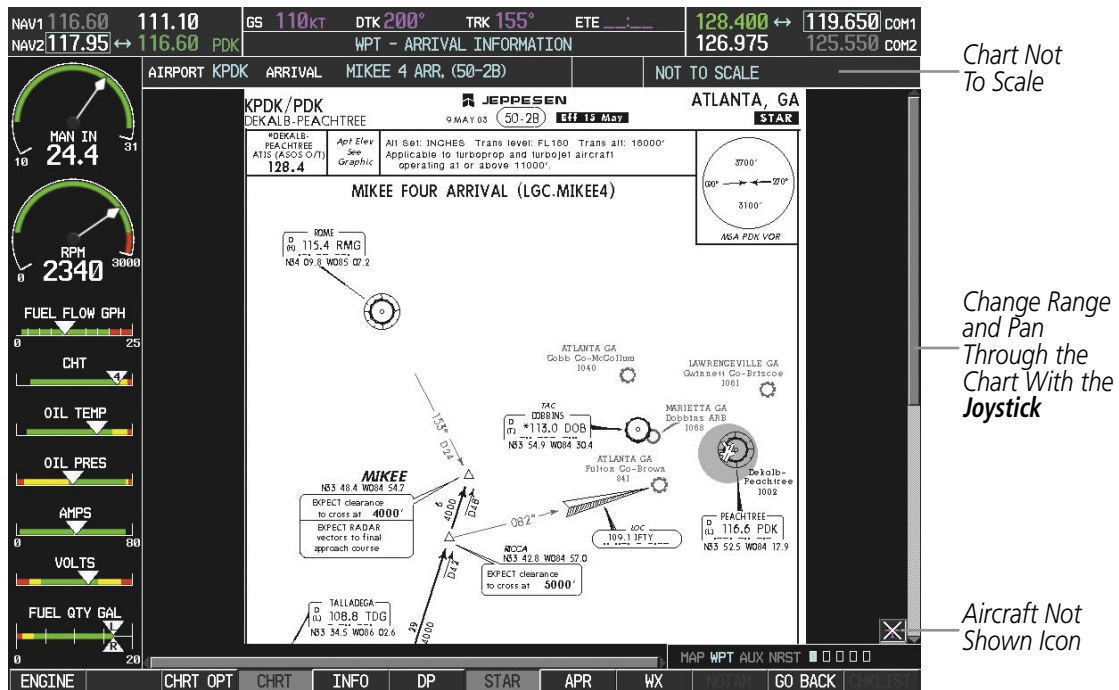 NAV1 116.60 111.10
NAV2 117.95 ↔ 116.60 PDK
GS 110KT DTK 200° TRK 155° ETE __:__
WPT - ARRIVAL INFORMATION
128.400 ↔ 119.650 COM1
126.975 125.550 COM2
AIRPORT KPDK ARRIVAL MIKEE 4 ARR, (50-2B) NOT TO SCALE
Chart Not
To Scale
MAN IN
24.4
10 31
RPM
2340
0 3000
FUEL FLOW GPH
0 25
CHT
4
OIL TEMP
OIL PRES
AMPS
0 80
VOLTS
FUEL QTY GAL
L
R
0 20
KPDK/PDK
DEKALB-PEACHTREE
JEPPESEN
9 MAY 03 50-2B Eff 15 May
ATLANTA, GA
STAR
*DEKALB-
PEACHTREE
ATIS (ASOS O/T)
128.4
Apt Elev
See
Graphic
Alt Set: INCHES Trans level: FL180 Trans alt: 18000'
Applicable to turboprop and turbojet aircraft
operating at or above 11000'.
3700'
090° 270°
3100'
MSA PDK VOR
MIKEE FOUR ARRIVAL (LGC.MIKEE4)
ROME
D
(H) 115.4 RMG
N34 09.8 W085 07.2
ATLANTA GA
Cobb Co-McCollum
1040
LAWRENCEVILLE GA
Gwinnett Co-Briscoe
1061
TAC
DOBBINS
D
(T) *113.0 DOB
N33 54.9 W084 30.4
MARIETTA GA
Dobbins ARB
1068
153° D24
ATLANTA GA
Fulton Co-Brown
841
Dekalb-
Peachtree
1002
MIKEE
N33 48.4 W084 54.7
EXPECT clearance
to cross at 4000'
EXPECT RADAR
vectors to final
approach course
6
4000
D48
082°
LOC
109.1 IFTY
PEACHTREE
D
(L) 116.6 PDK
N33 52.5 W084 17.9
RICCA
N33 42.8 W084 57.0
EXPECT clearance
to cross at 5000'
D42
29
4000
TALLADEGA
D
(L) 108.8 TDG
N33 34.5 W086 02.6
Change Range
and Pan
Through the
Chart With the
Joystick
Aircraft Not
Shown Icon
MAP WPT AUX NRST
ENGINE CHRT OPT CHRT INFO DP STAR APR WX NOTAM GO BACK CHKLIST